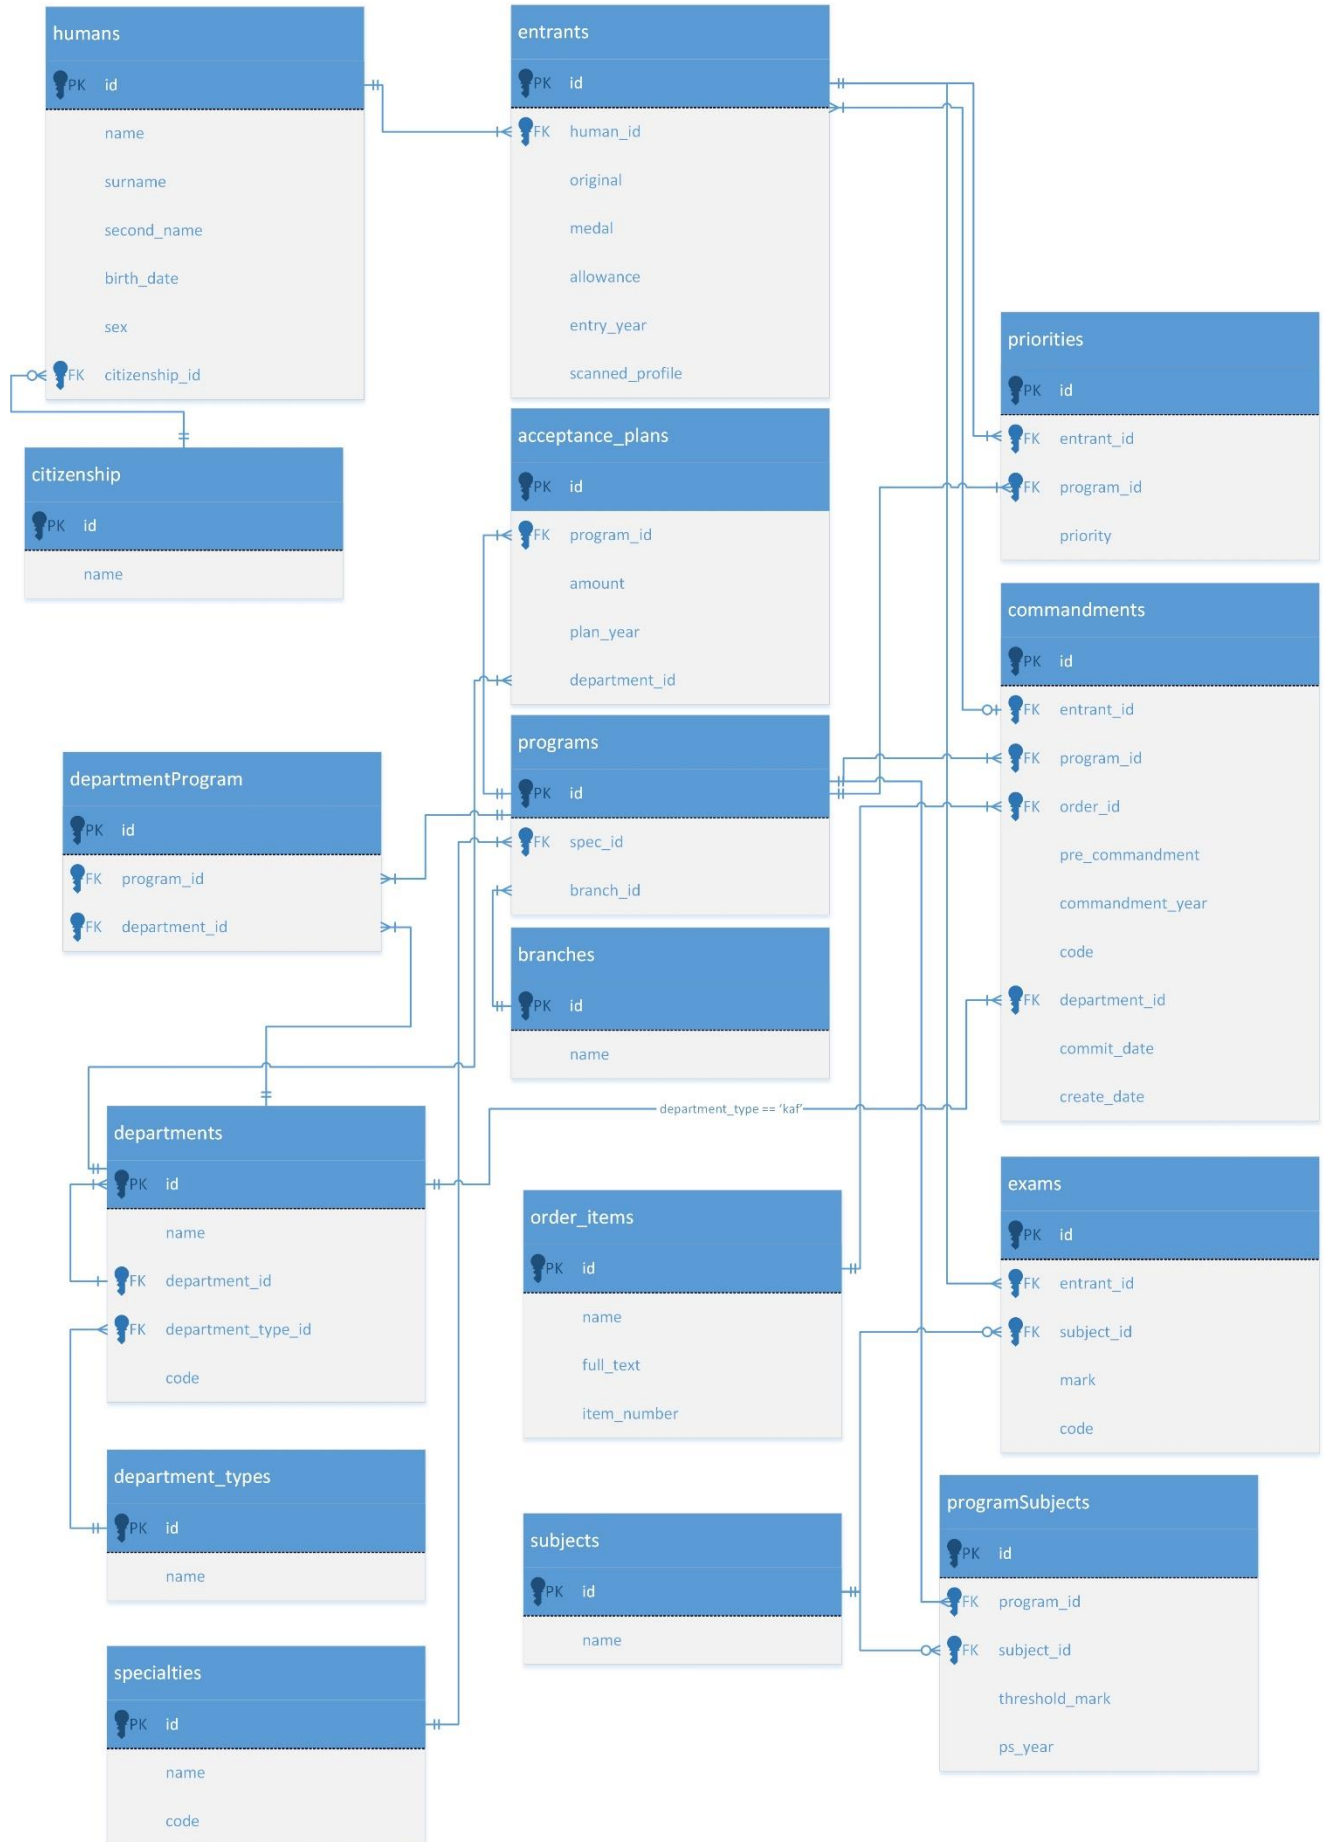 humans
PK id
name
surname
second_name
birth_date
sex
FK citizenship_id
citizenship
PK id
name
entrants
PK id
FK human_id
original
medal
allowance
entry_year
scanned_profile
acceptance_plans
PK id
FK program_id
amount
plan_year
department_id
programs
PK id
FK spec_id
branch_id
branches
PK id
name
priorities
PK id
FK entrant_id
FK program_id
priority
commandments
PK id
FK entrant_id
FK program_id
FK order_id
pre_commandment
commandment_year
code
FK department_id
commit_date
create_date
departmentProgram
PK id
FK program_id
FK department_id
departments
PK id
name
FK department_id
FK department_type_id
code
department_type == 'kaf'
department_types
PK id
name
specialties
PK id
name
code
order_items
PK id
name
full_text
item_number
subjects
PK id
name
exams
PK id
FK entrant_id
FK subject_id
mark
code
programSubjects
PK id
FK program_id
FK subject_id
threshold_mark
ps_year